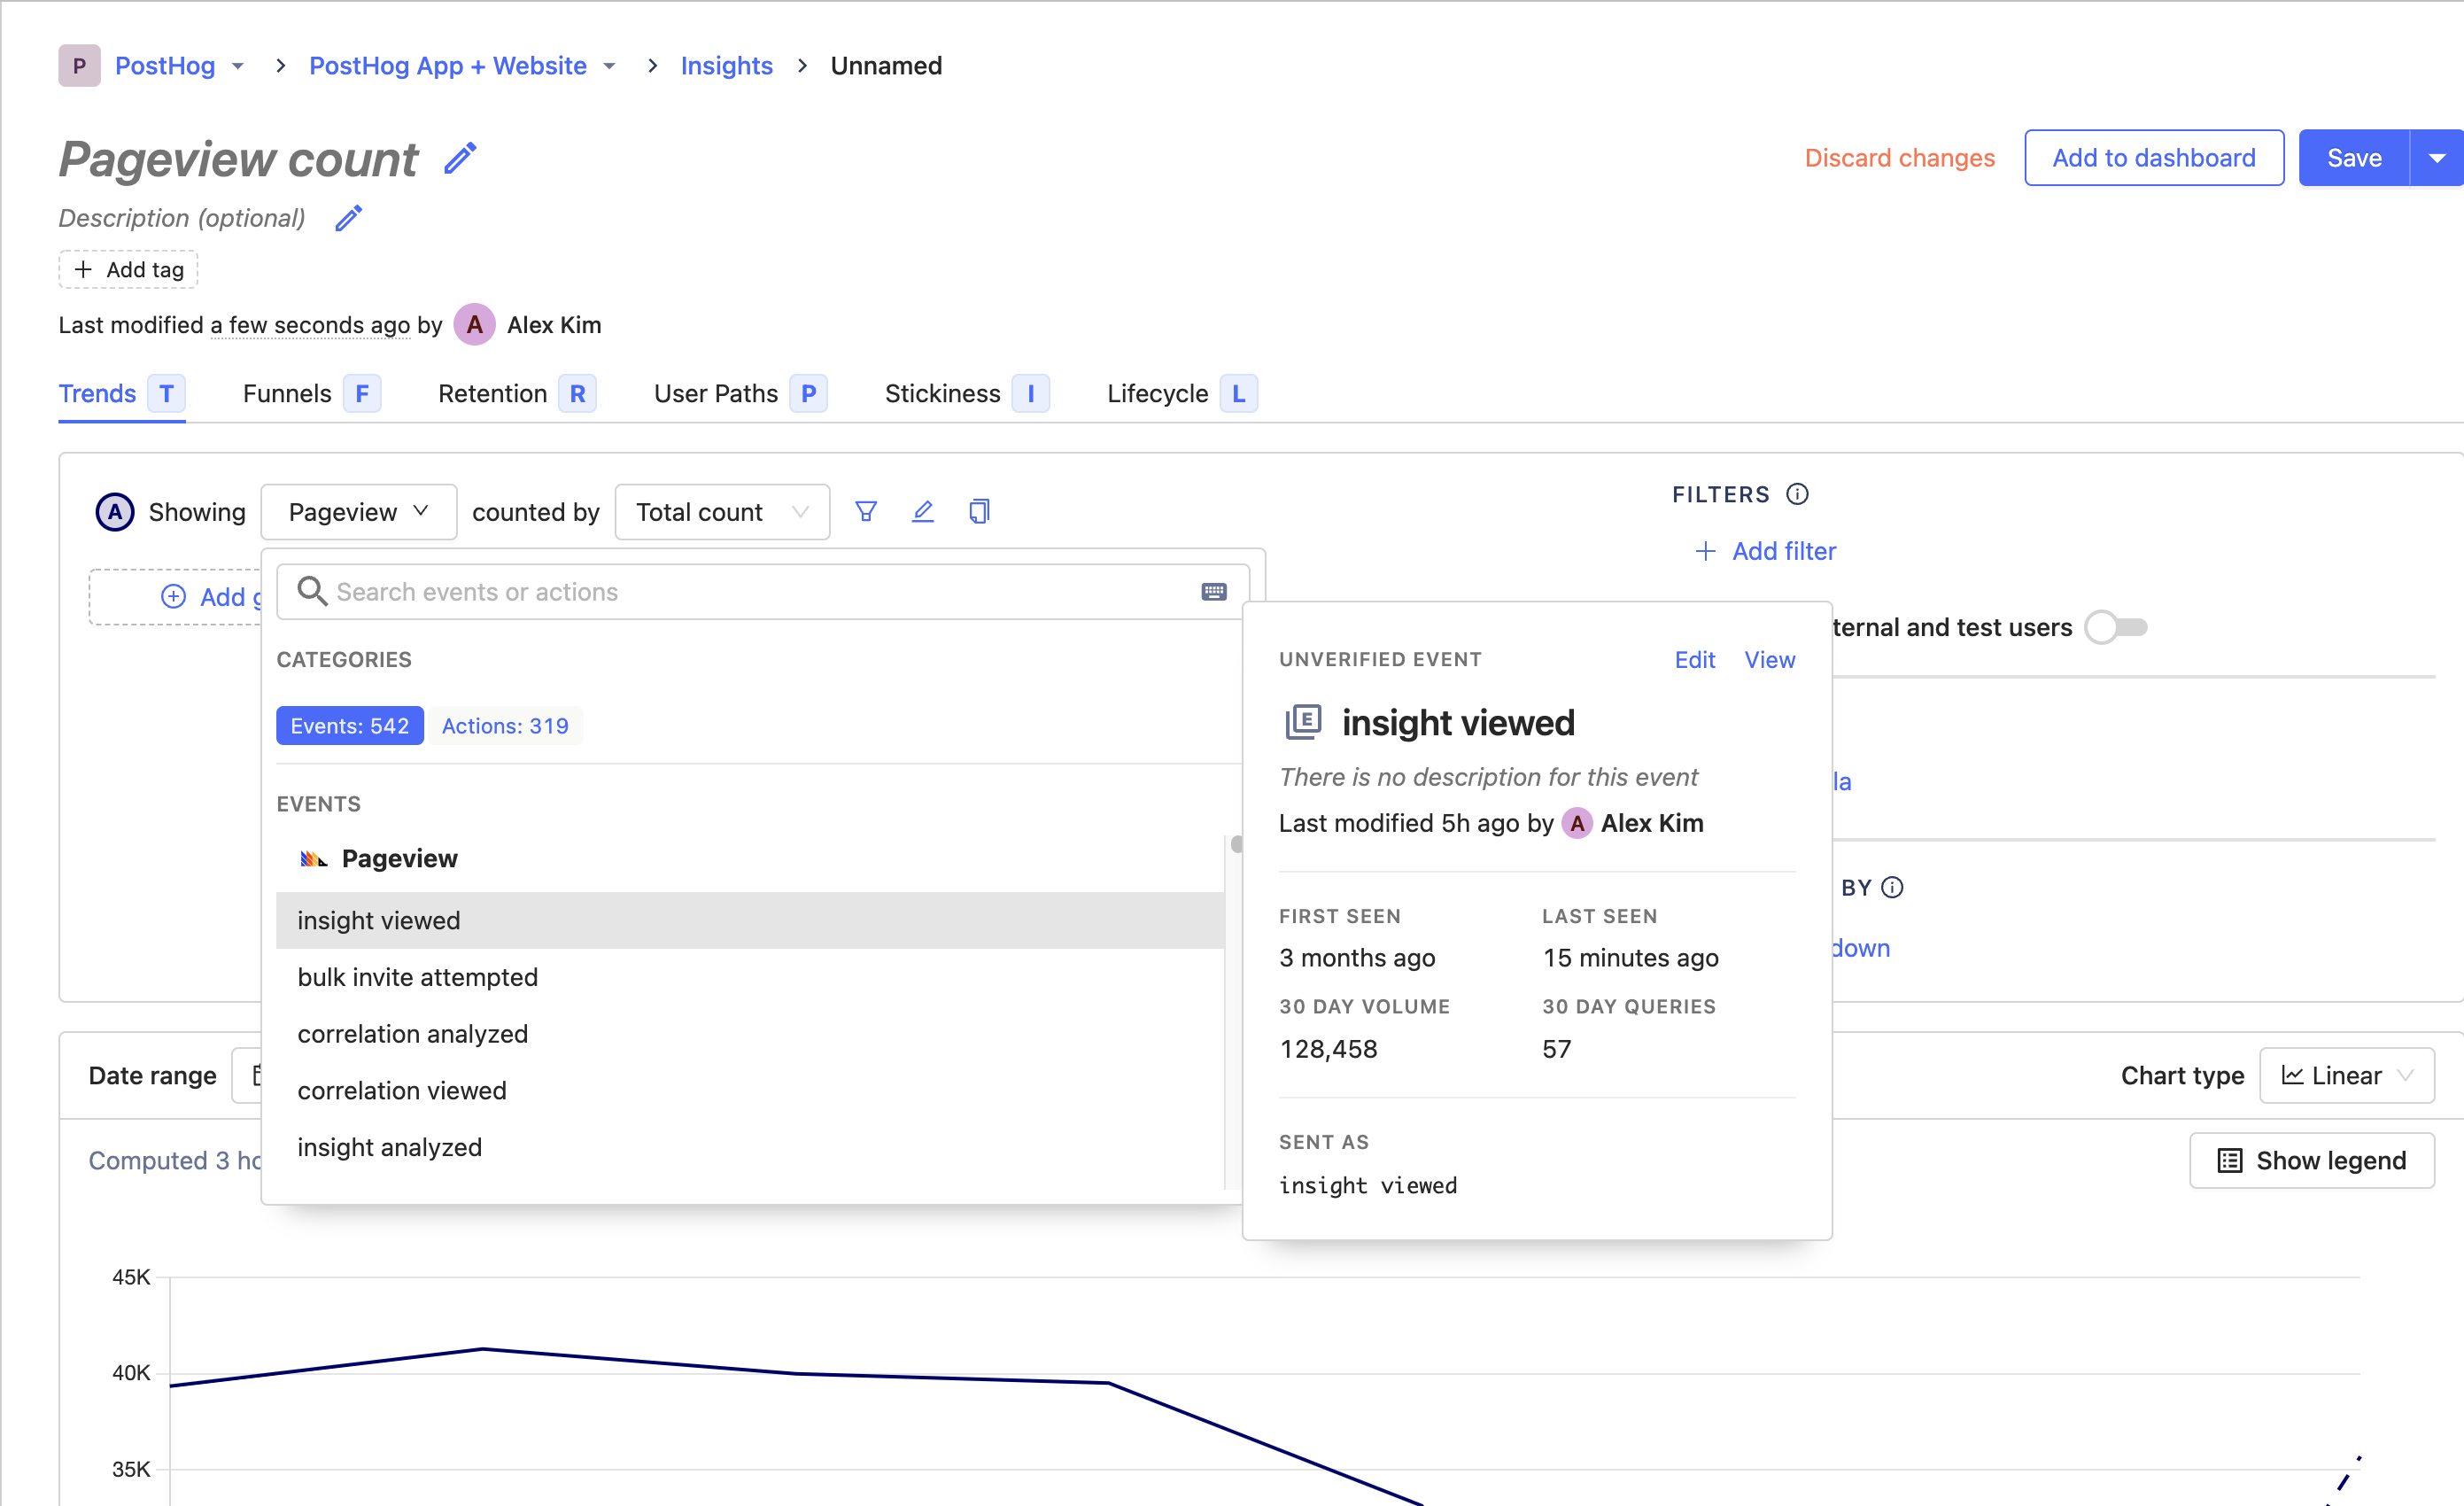 P PostHog > PostHog App + Website > Insights > Unnamed
Pageview count
Discard changes Add to dashboard Save
Description (optional)
+ Add tag
Last modified a few seconds ago by A Alex Kim
Trends T Funnels F Retention R User Paths P Stickiness I Lifecycle L
A Showing Pageview counted by Total count
FILTERS
+ Add filter
Add g
Search events or actions
ternal and test users
CATEGORIES
Events: 542 Actions: 319
EVENTS
Pageview
insight viewed
bulk invite attempted
correlation analyzed
correlation viewed
insight analyzed
UNVERIFIED EVENT Edit View
E insight viewed
There is no description for this event
Last modified 5h ago by A Alex Kim
FIRST SEEN LAST SEEN
3 months ago 15 minutes ago
30 DAY VOLUME 30 DAY QUERIES
128,458 57
SENT AS
insight viewed
la
BY
down
Date range
Chart type Linear
Computed 3 ho
Show legend
45K
40K
35K